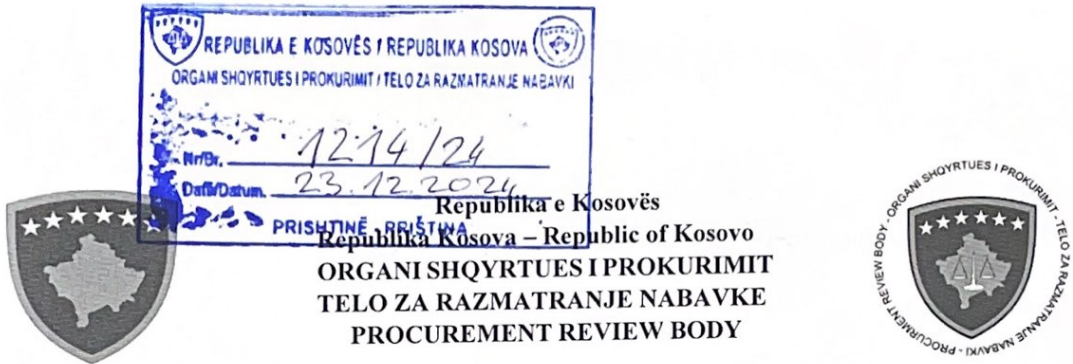 REPUBLIKA E KOSOVËS / REPUBLIKA KOSOVA
ORGANI SHQYRTUES I PROKURIMIT / TELO ZA RAZMATRANJE NABAVKI
Nr/Br. 1214/24
Datë/Datum. 23.12.2024
PRISHTINË - PRIŠTINA
Republika e Kosovës
Republika Kosova – Republic of Kosovo
ORGANI SHQYRTUES I PROKURIMIT
TELO ZA RAZMATRANJE NABAVKE
PROCUREMENT REVIEW BODY
ORGANI SHQYRTUES I PROKURIMIT - TELO ZA RAZMATRANJE NABAVKI - PROCURMENT REVIEW BODY -